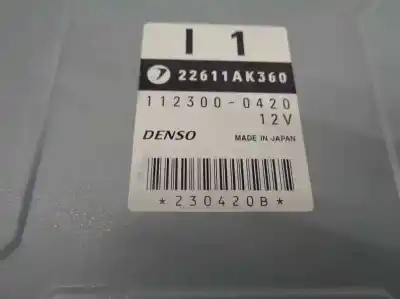 I 1
22611AK360
112300-0420
12V
DENSO MADE IN JAPAN
*230420B*